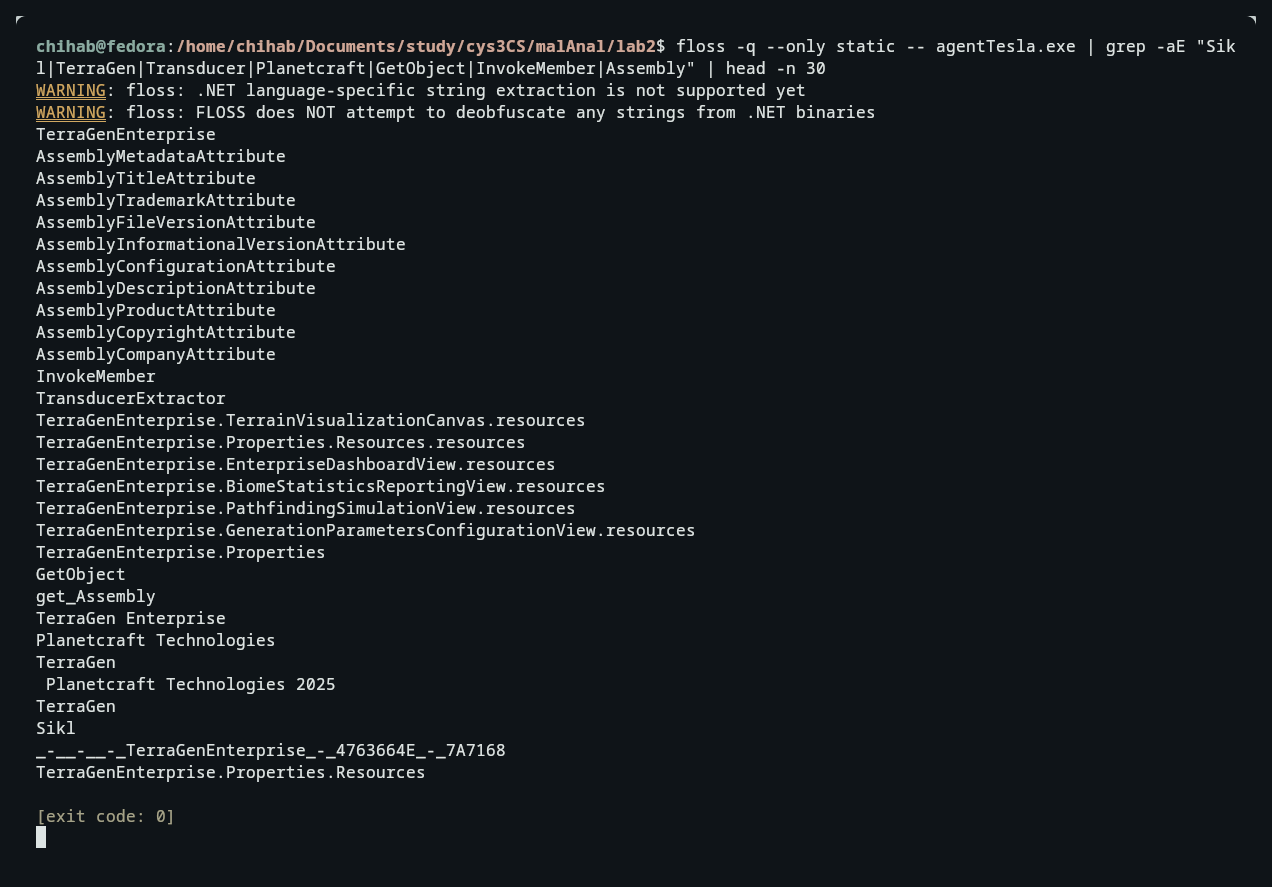 chihab@fedora:/home/chihab/Documents/study/cys3CS/malAnal/lab2$ floss -q --only static -- agentTesla.exe | grep -aE "Sik
l|TerraGen|Transducer|Planetcraft|GetObject|InvokeMember|Assembly" | head -n 30
WARNING: floss: .NET language-specific string extraction is not supported yet
WARNING: floss: FLOSS does NOT attempt to deobfuscate any strings from .NET binaries
TerraGenEnterprise
AssemblyMetadataAttribute
AssemblyTitleAttribute
AssemblyTrademarkAttribute
AssemblyFileVersionAttribute
AssemblyInformationalVersionAttribute
AssemblyConfigurationAttribute
AssemblyDescriptionAttribute
AssemblyProductAttribute
AssemblyCopyrightAttribute
AssemblyCompanyAttribute
InvokeMember
TransducerExtractor
TerraGenEnterprise.TerrainVisualizationCanvas.resources
TerraGenEnterprise.Properties.Resources.resources
TerraGenEnterprise.EnterpriseDashboardView.resources
TerraGenEnterprise.BiomeStatisticsReportingView.resources
TerraGenEnterprise.PathfindingSimulationView.resources
TerraGenEnterprise.GenerationParametersConfigurationView.resources
TerraGenEnterprise.Properties
GetObject
get_Assembly
TerraGen Enterprise
Planetcraft Technologies
TerraGen
 Planetcraft Technologies 2025
TerraGen
Sikl
_-__-__-_TerraGenEnterprise_-_4763664E_-_7A7168
TerraGenEnterprise.Properties.Resources
[exit code: 0]